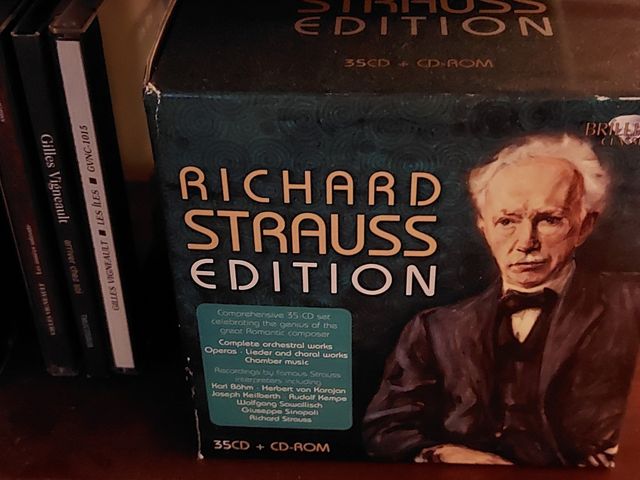 STRAUSS
EDITION
35CD + CD-ROM
RICHARD
STRAUSS
EDITION
Comprehensive 35 CD set
celebrating the genius of the
great Romantic composer
Complete orchestral works
Operas · Lieder and choral works
Chamber music
Recordings by famous Strauss
interpreters including
Karl Böhm · Herbert von Karajan
Joseph Keilberth · Rudolf Kempe
Wolfgang Sawallisch
Giuseppe Sinopoli
Richard Strauss
35CD + CD-ROM
Gilles Vigneault arriver chez toi
GILLES VIGNEAULT ■ LES ÎLES ■ GVNC-1015